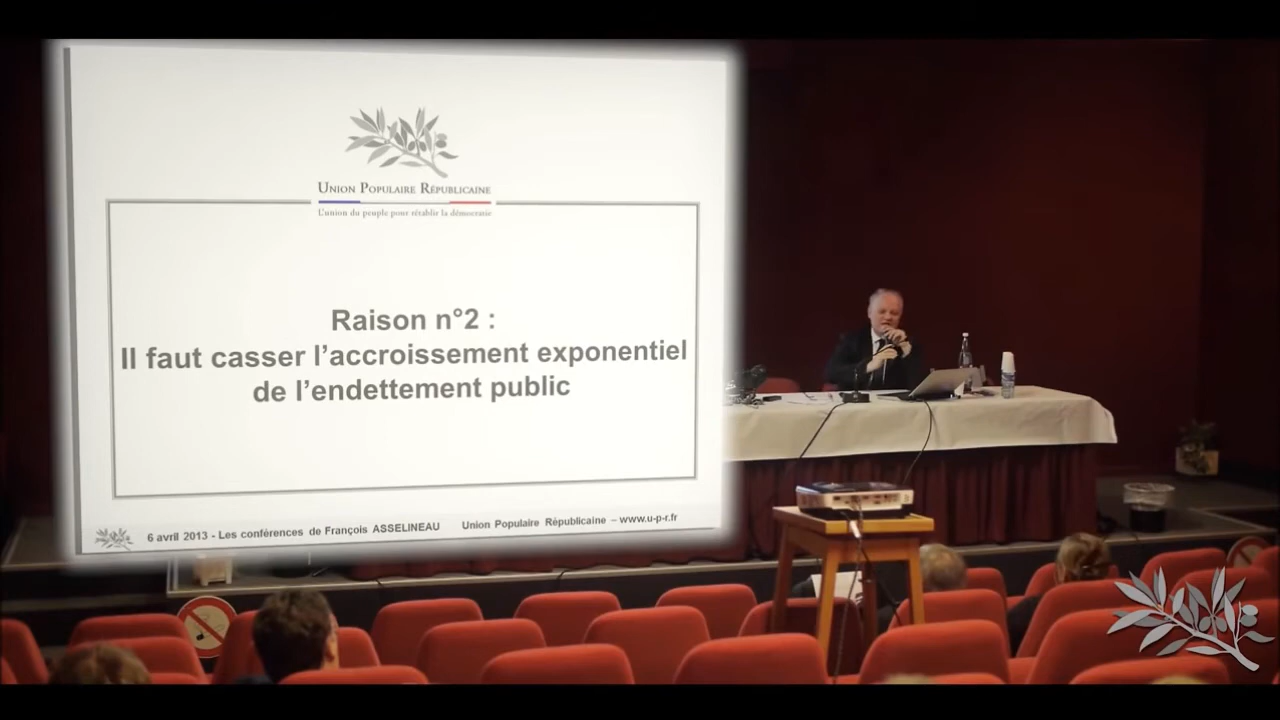 UNION POPULAIRE RÉPUBLICAINE
L'union du peuple pour rétablir la démocratie
Raison n°2 :
Il faut casser l'accroissement exponentiel
de l'endettement public
6 avril 2013 - Les conférences de François ASSELINEAU Union Populaire Républicaine – www.u-p-r.fr